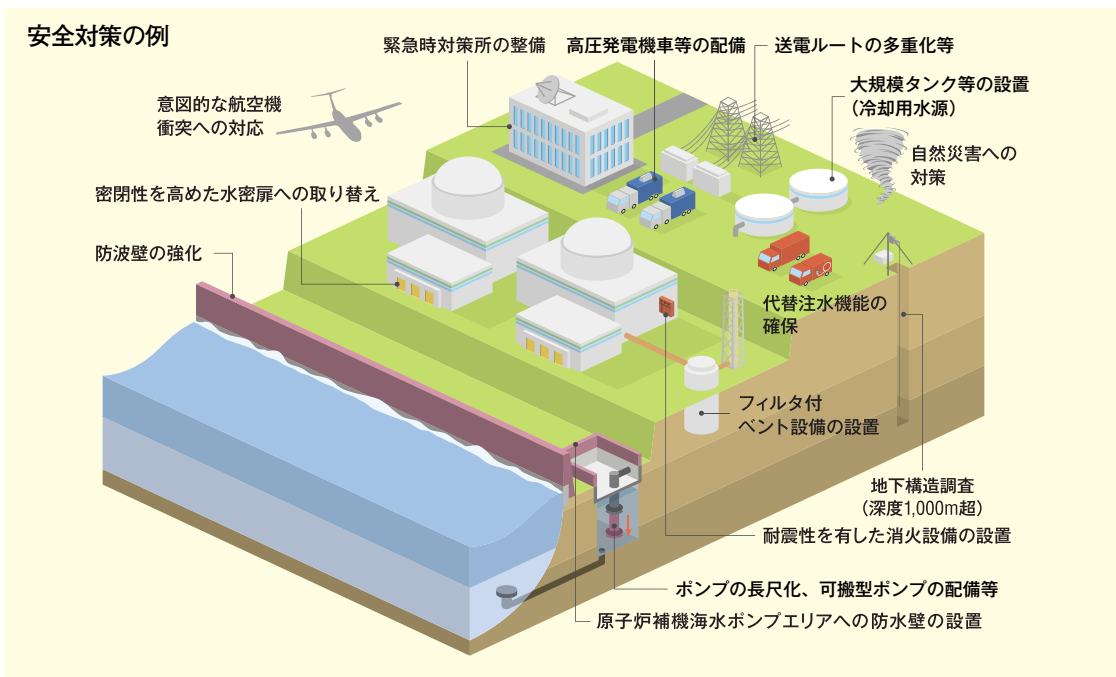 安全対策の例
緊急時対策所の整備
高圧発電機車等の配備
送電ルートの多重化等
意図的な航空機
衝突への対応
大規模タンク等の設置
（冷却用水源）
自然災害への
対策
密閉性を高めた水密扉への取り替え
防波壁の強化
代替注水機能の
確保
フィルタ付
ベント設備の設置
地下構造調査
（深度1,000m超）
耐震性を有した消火設備の設置
ポンプの長尺化、可搬型ポンプの配備等
原子炉補機海水ポンプエリアへの防水壁の設置